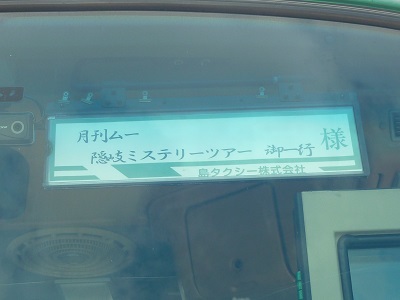 月刊ムー
隠岐ミステリーツアー 御一行 様
島タクシー株式会社